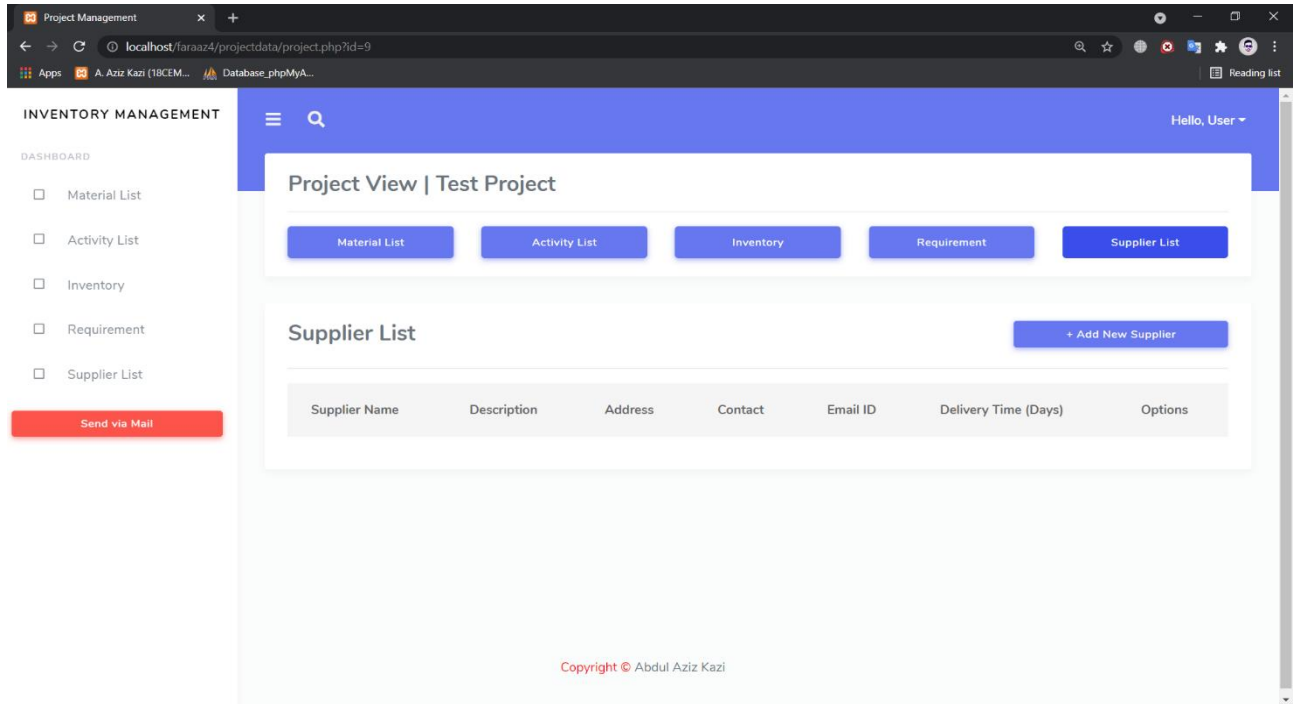 Project Management
localhost/faraaz4/projectdata/project.php?id=9
Apps A. Aziz Kazi (18CEM... Database_phpMyA... Reading list
INVENTORY MANAGEMENT
Hello, User
DASHBOARD
Material List
Activity List
Inventory
Requirement
Supplier List
Send via Mail
Project View | Test Project
Material List Activity List Inventory Requirement Supplier List
Supplier List
+ Add New Supplier
Supplier Name Description Address Contact Email ID Delivery Time (Days) Options
Copyright © Abdul Aziz Kazi